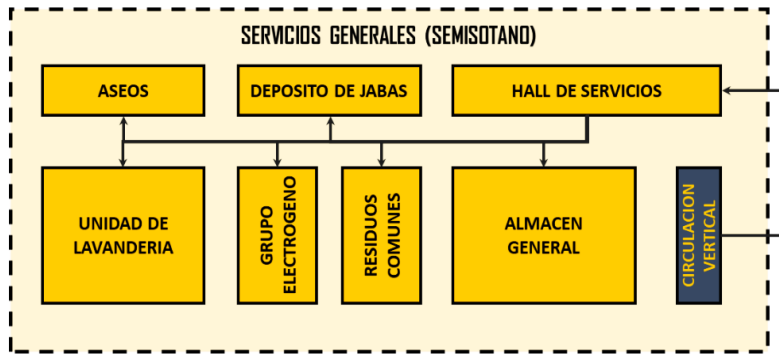 SERVICIOS GENERALES (SEMISOTANO)
ASEOS
DEPOSITO DE JABAS
HALL DE SERVICIOS
UNIDAD DE
LAVANDERIA
GRUPO
ELECTROGENO
RESIDUOS
COMUNES
ALMACEN
GENERAL
CIRCULACION
VERTICAL